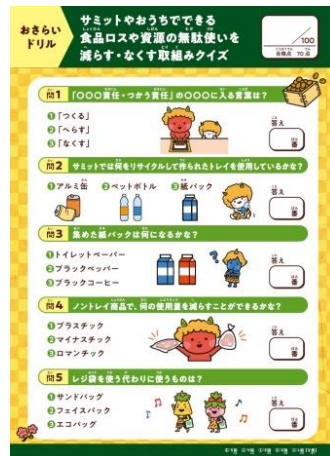 おさらい
ドリル
サミットやおうちでできる
食品ロスや資源の無駄使いを
減らす・なくす取組みクイズ
/100
合格点 70点
問1 「〇〇〇責任・つかう責任」の〇〇〇に入る言葉は?
❶「つくる」
❷「へらす」
❸「なくす」
答え
番
問2 サミットでは何をリサイクルして作られたトレイを使用しているかな?
❶アルミ缶 ❷ペットボトル ❸紙パック
答え
番
問3 集めた紙パックは何になるかな?
❶トイレットペーパー
❷ブラックペッパー
❸ブラックコーヒー
答え
番
問4 ノントレイ商品で、何の使用量を減らすことができるかな?
❶プラスチック
❷マイナスチック
❸ロマンチック
答え
番
問5 レジ袋を使う代わりに使うものは?
❶サンドバッグ
❷フェイスパック
❸エコバッグ
答え
番